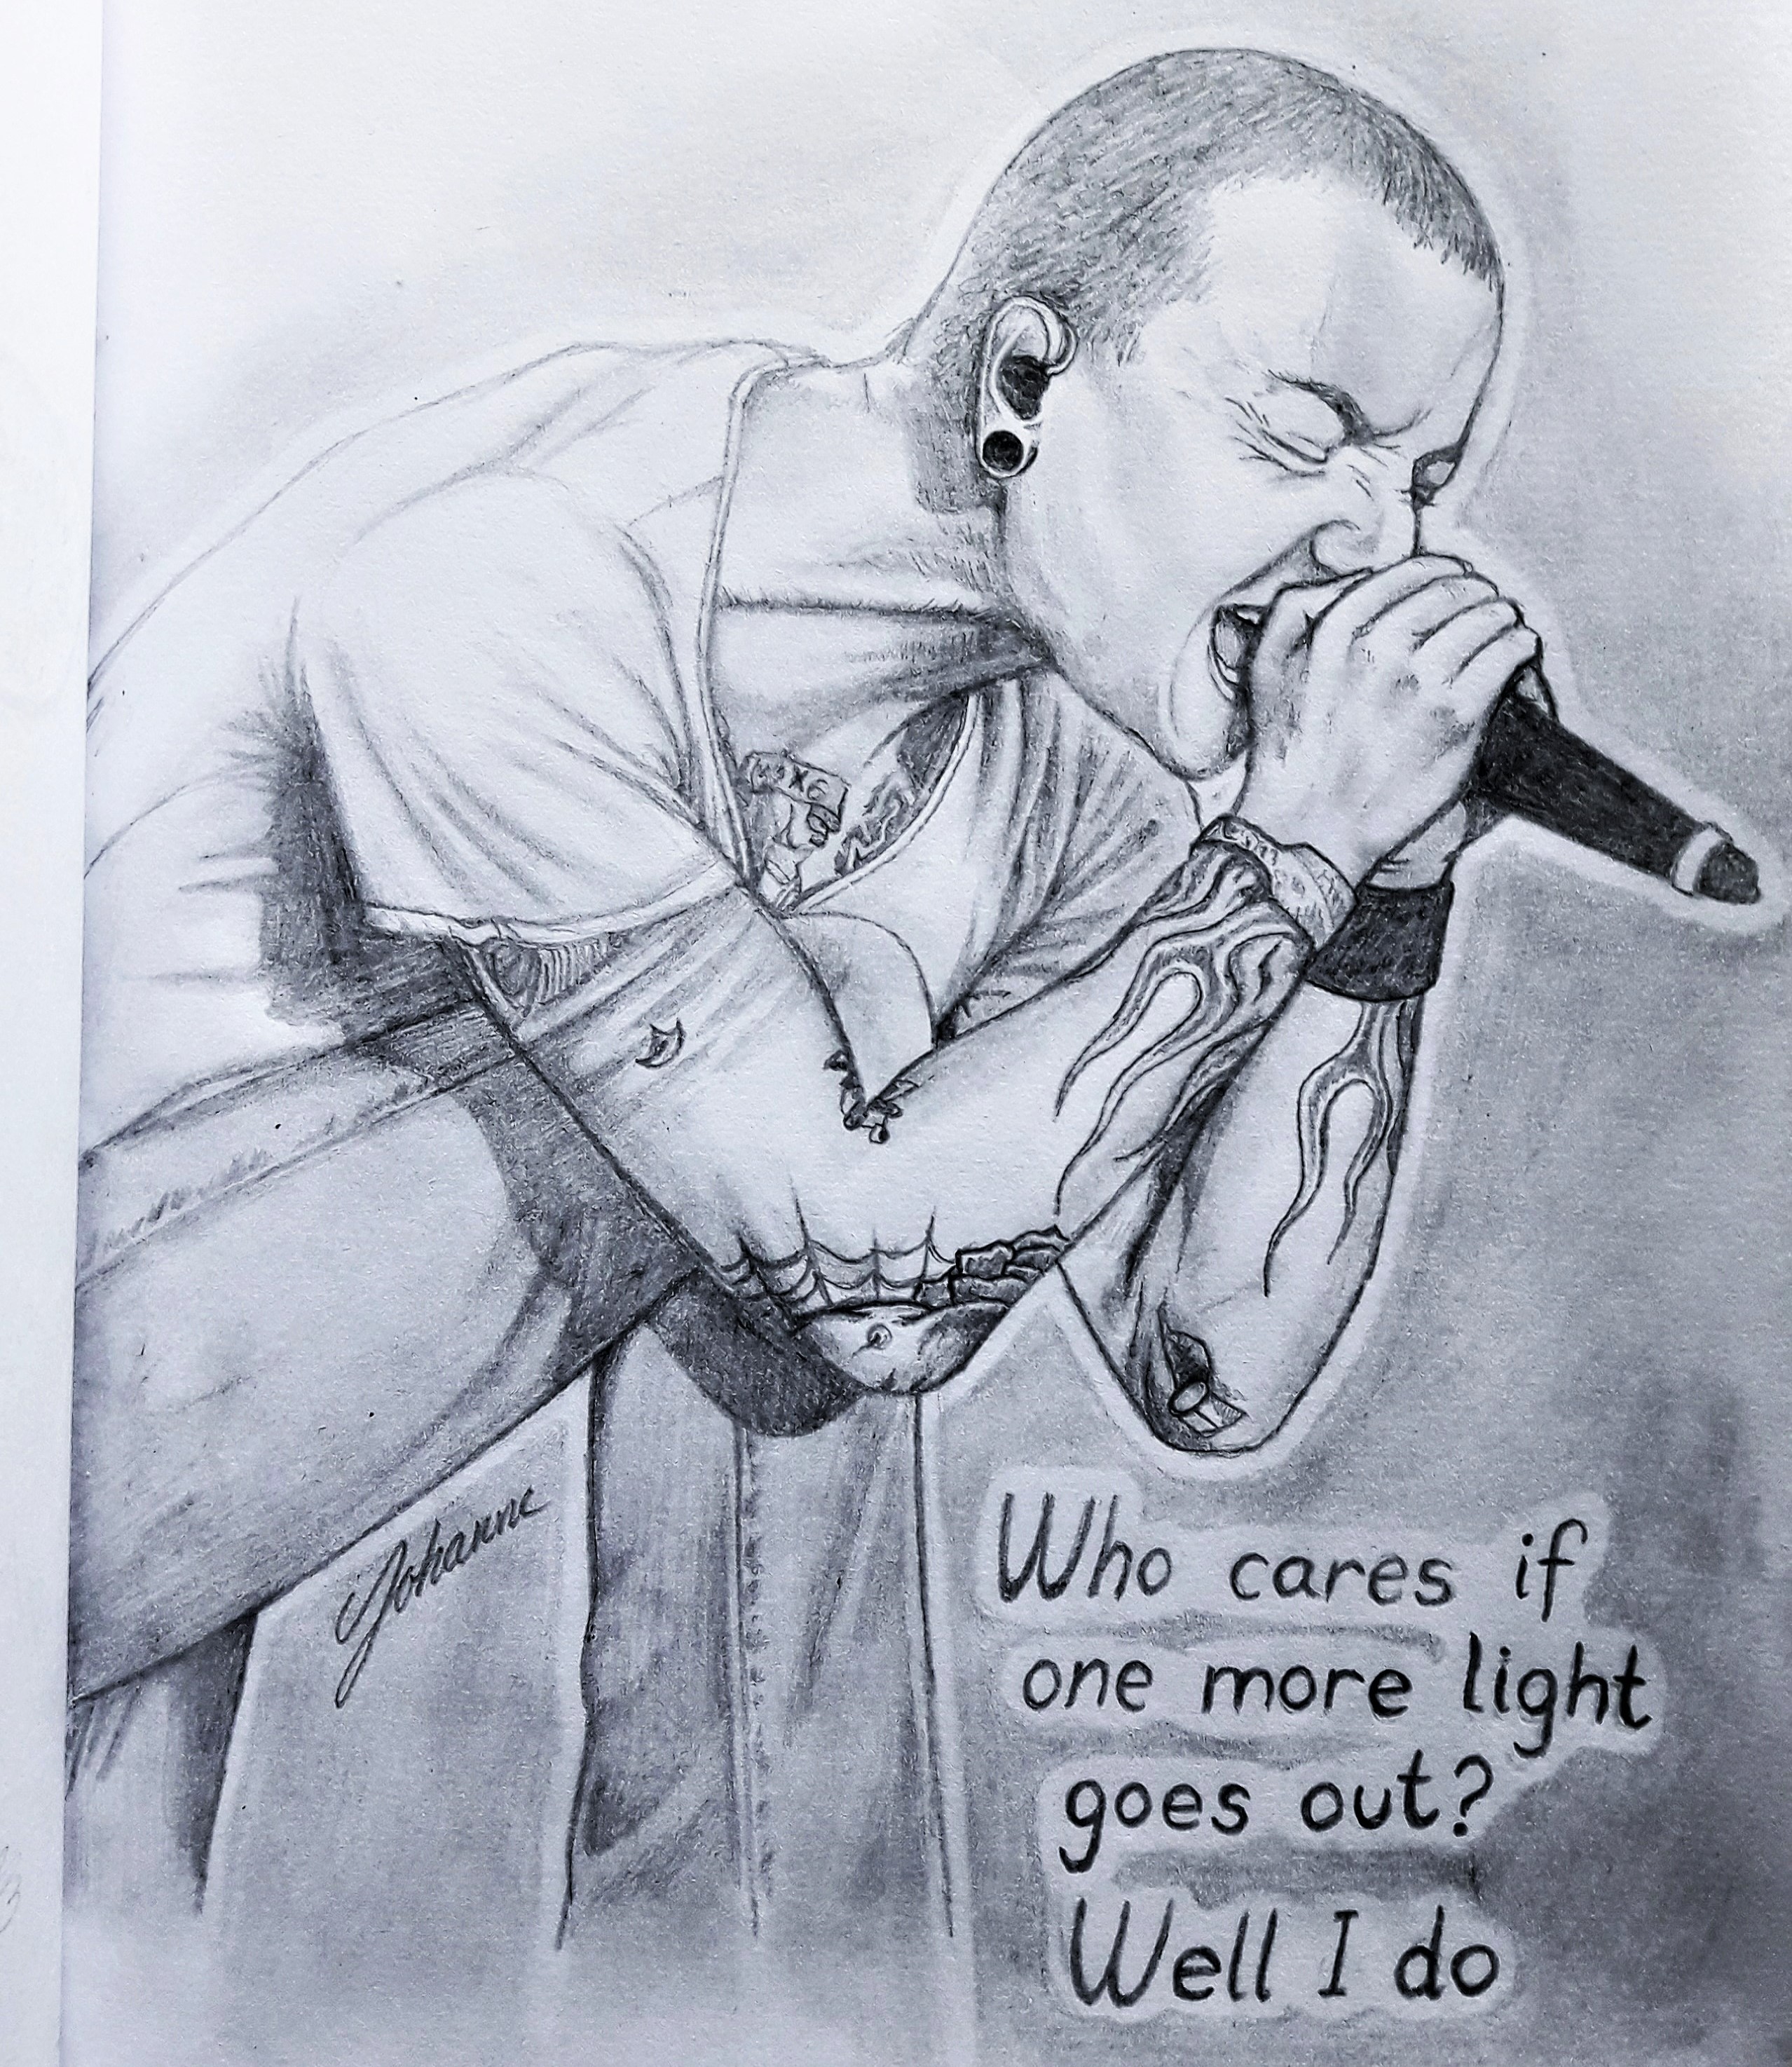 Johanne
Who cares if
one more light
goes out?
Well I do